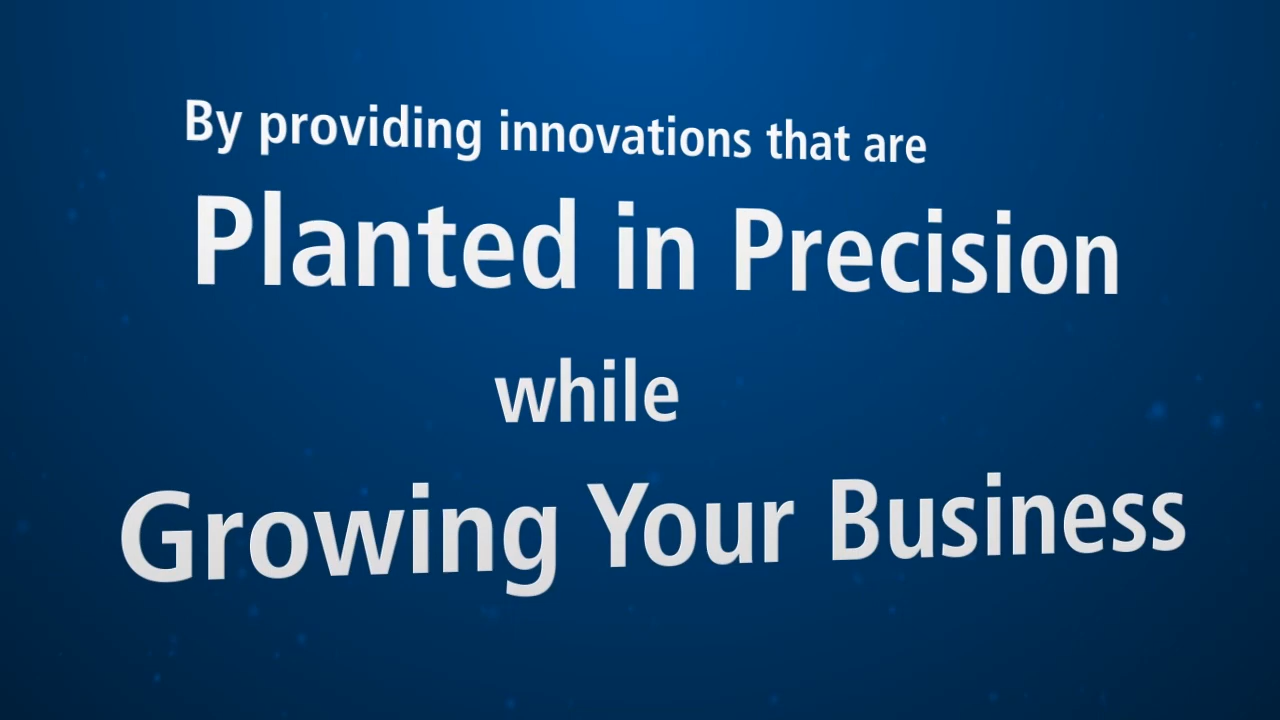 By providing innovations that are
Planted in Precision
while
Growing Your Business